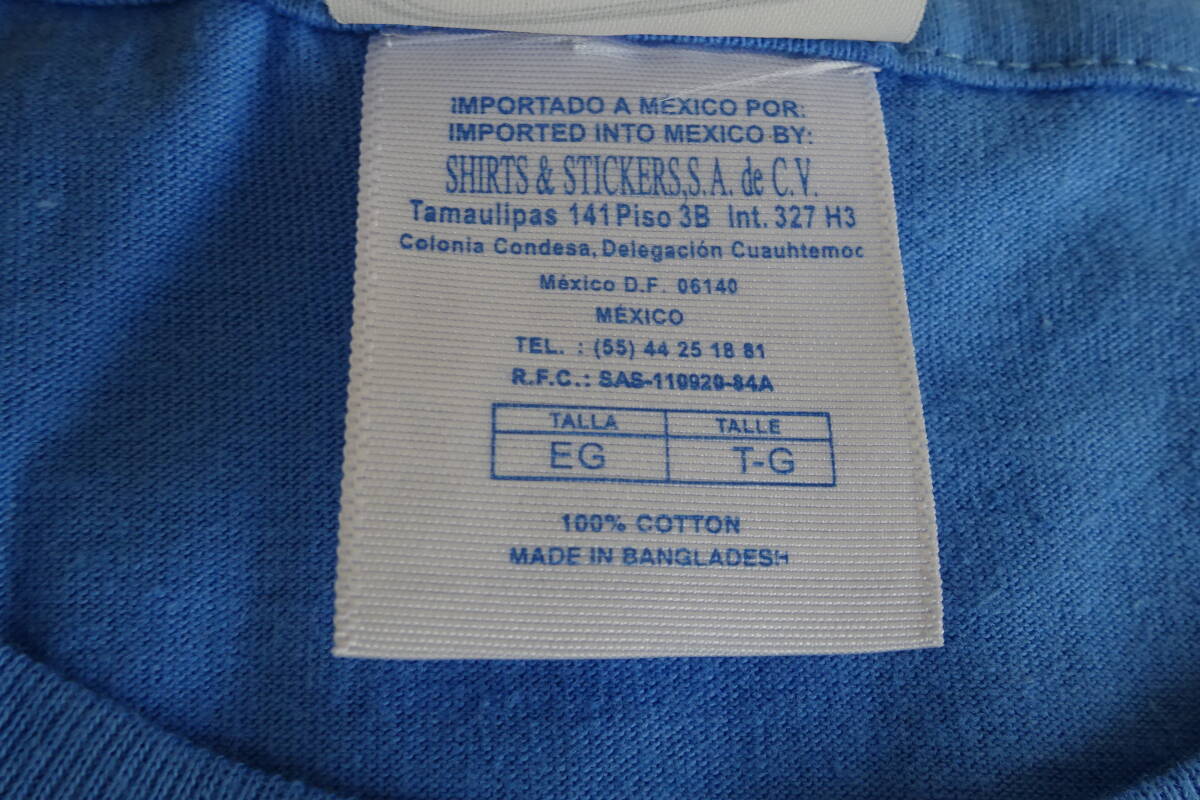 IMPORTADO A MÉXICO POR:
IMPORTED INTO MEXICO BY:
SHIRTS & STICKERS,S.A. de C.V.
Tamaulipas 141 Piso 3B Int. 327 H3
Colonia Condesa, Delegación Cuauhtemoc
México D.F. 06140
MÉXICO
TEL. : (55) 44 25 18 81
R.F.C.: SAS-110920-84A
TALLA TALLE
EG T-G
100% COTTON
MADE IN BANGLADESH